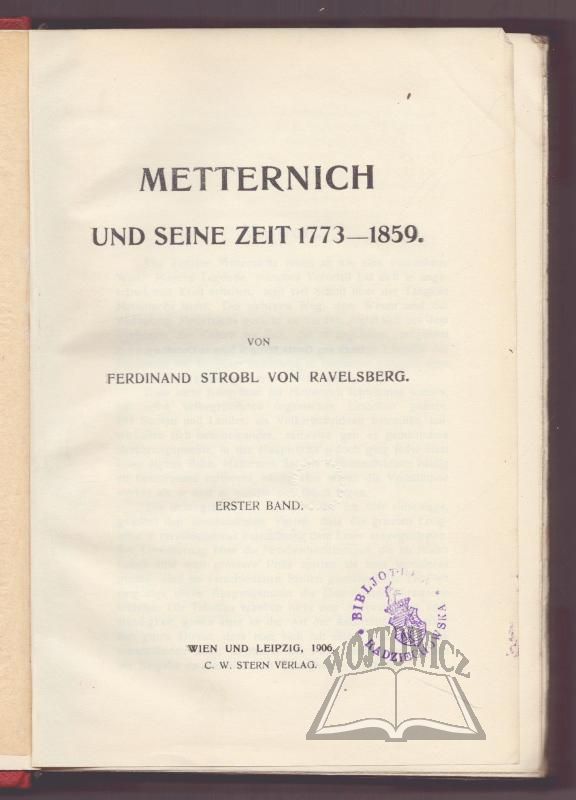 METTERNICH
UND SEINE ZEIT 1773—1859.
VON
FERDINAND STROBL VON RAVELSBERG.
ERSTER BAND.
WIEN UND LEIPZIG, 1906.
C. W. STERN VERLAG.
WÓJTOWICZ